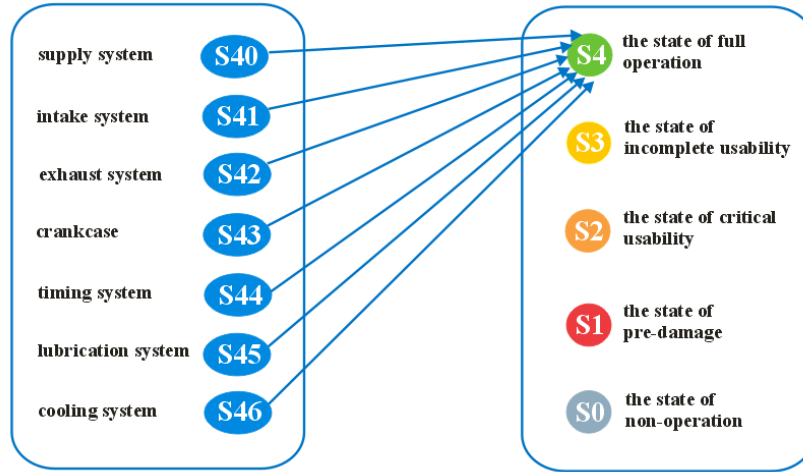 supply system
S40
intake system
S41
exhaust system
S42
crankcase
S43
timing system
S44
lubrication system
S45
cooling system
S46
S4
the state of full
operation
S3
the state of
incomplete usability
S2
the state of critical
usability
S1
the state of
pre-damage
S0
the state of
non-operation